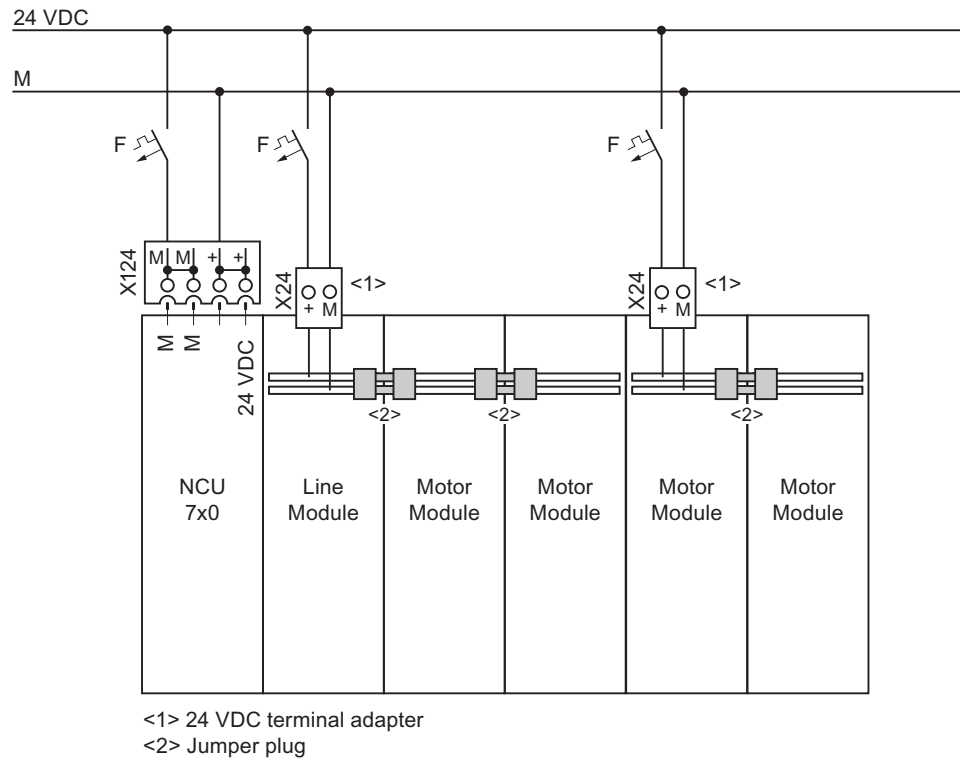 24 VDC
M
F
F
F
X124
M M + +
X24
+ M
<1>
X24
+ M
<1>
M
M
24 VDC
<2>
<2>
<2>
NCU
7x0
Line
Module
Motor
Module
Motor
Module
Motor
Module
Motor
Module
<1> 24 VDC terminal adapter
<2> Jumper plug